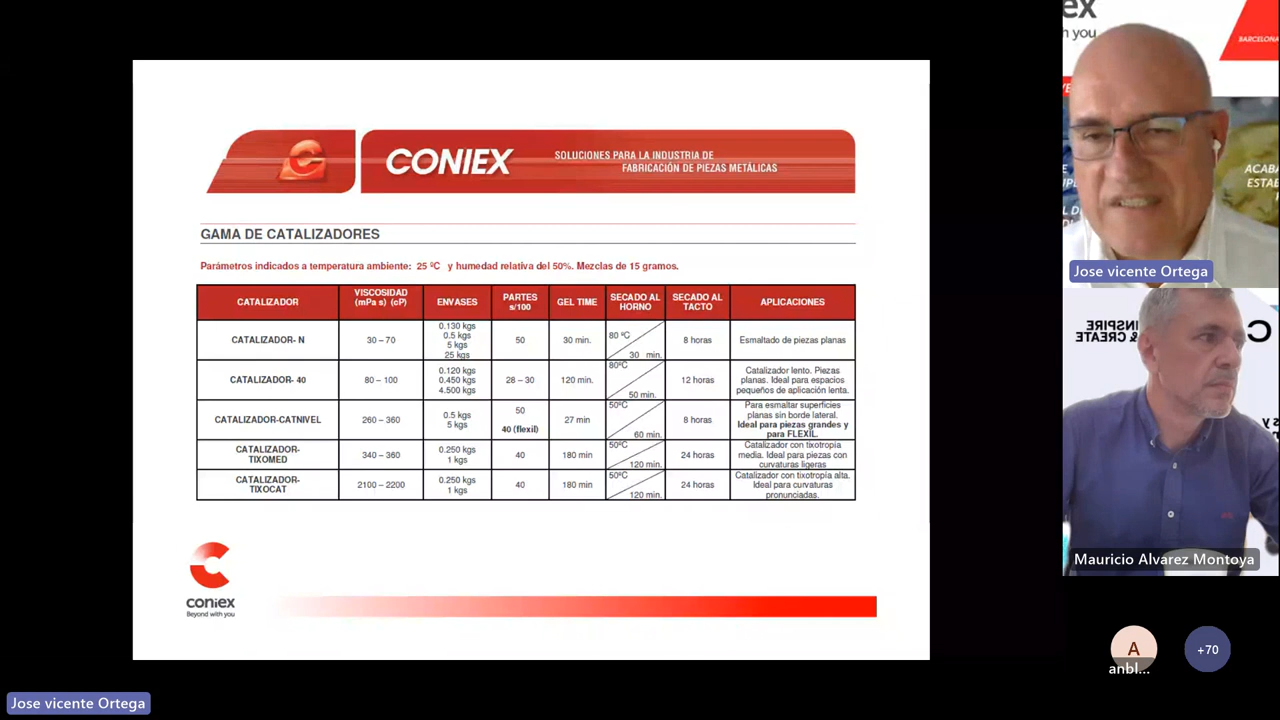 CONIEX
SOLUCIONES PARA LA INDUSTRIA DE
FABRICACIÓN DE PIEZAS METÁLICAS
GAMA DE CATALIZADORES
Parámetros indicados a temperatura ambiente: 25 ºC y humedad relativa del 50%. Mezclas de 15 gramos.
CATALIZADOR
VISCOSIDAD
(mPa s) (cP)
ENVASES
PARTES
s/100
GEL TIME
SECADO AL
HORNO
SECADO AL
TACTO
APLICACIONES
CATALIZADOR- N
30 – 70
0.130 kgs
0.5 kgs
5 kgs
25 kgs
50
30 min.
80 ºC
30 min.
8 horas
Esmaltado de piezas planas
CATALIZADOR- 40
80 – 100
0.120 kgs
0.450 kgs
4.500 kgs
28 – 30
120 min.
80ºC
50 min.
12 horas
Catalizador lento. Piezas
planas. Ideal para espacios
pequeños de aplicación lenta.
CATALIZADOR-CATNIVEL
260 – 360
0.5 kgs
5 kgs
50
40 (flexil)
27 min
50ºC
60 min.
8 horas
Para esmaltar superficies
planas sin borde lateral.
Ideal para piezas grandes y
para FLEXIL.
CATALIZADOR-
TIXOMED
340 – 360
0.250 kgs
1 kgs
40
180 min
50ºC
120 min.
24 horas
Catalizador con tixotropía
media. Ideal para piezas con
curvaturas ligeras
CATALIZADOR-
TIXOCAT
2100 – 2200
0.250 kgs
1 kgs
40
180 min
50ºC
120 min.
24 horas
Catalizador con tixotropía alta.
Ideal para curvaturas
pronunciadas.
coniex
Beyond with you
ex
h you
BARCELONA
ACABA
ESTAB
Jose vicente Ortega
INSPIRE
& CREATE
C
Mauricio Alvarez Montoya
A
anbl...
+70
Jose vicente Ortega